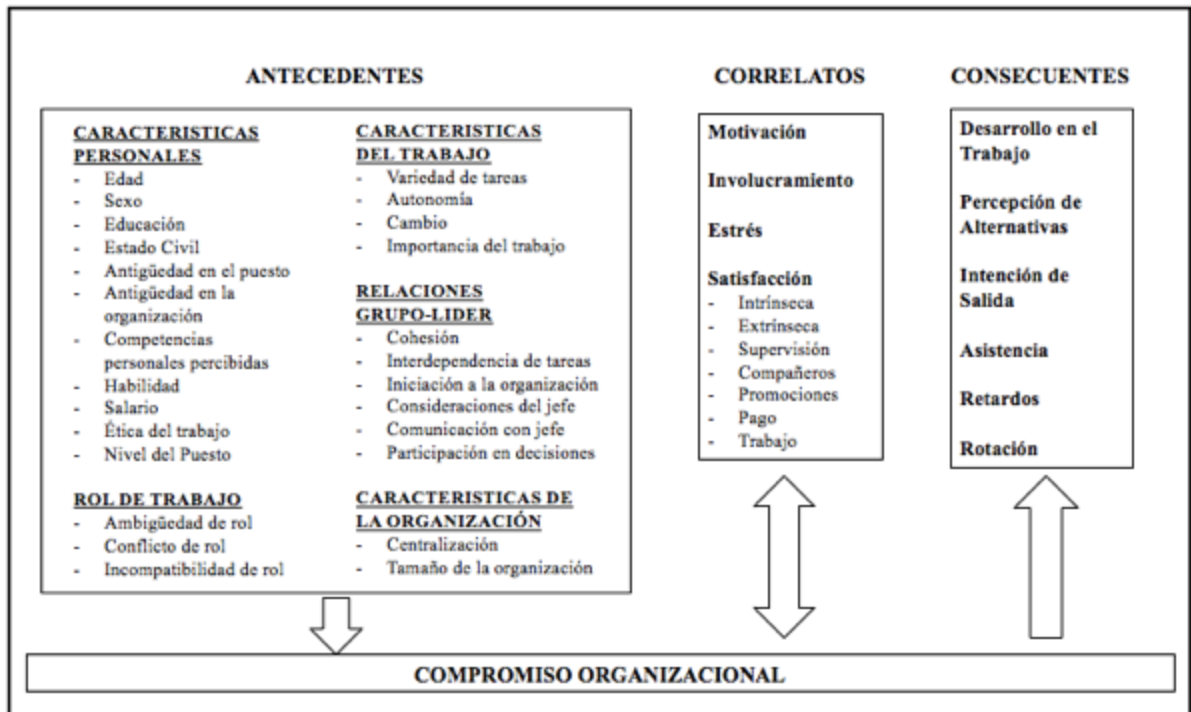 ANTECEDENTES
CARACTERISTICAS
PERSONALES
- Edad
- Sexo
- Educación
- Estado Civil
- Antigüedad en el puesto
- Antigüedad en la
organización
- Competencias
personales percibidas
- Habilidad
- Salario
- Ética del trabajo
- Nivel del Puesto
ROL DE TRABAJO
- Ambigüedad de rol
- Conflicto de rol
- Incompatibilidad de rol
CARACTERISTICAS
DEL TRABAJO
- Variedad de tareas
- Autonomía
- Cambio
- Importancia del trabajo
RELACIONES
GRUPO-LIDER
- Cohesión
- Interdependencia de tareas
- Iniciación a la organización
- Consideraciones del jefe
- Comunicación con jefe
- Participación en decisiones
CARACTERISTICAS DE
LA ORGANIZACIÓN
- Centralización
- Tamaño de la organización
CORRELATOS
Motivación
Involucramiento
Estrés
Satisfacción
- Intrínseca
- Extrínseca
- Supervisión
- Compañeros
- Promociones
- Pago
- Trabajo
CONSECUENTES
Desarrollo en el
Trabajo
Percepción de
Alternativas
Intención de
Salida
Asistencia
Retardos
Rotación
COMPROMISO ORGANIZACIONAL